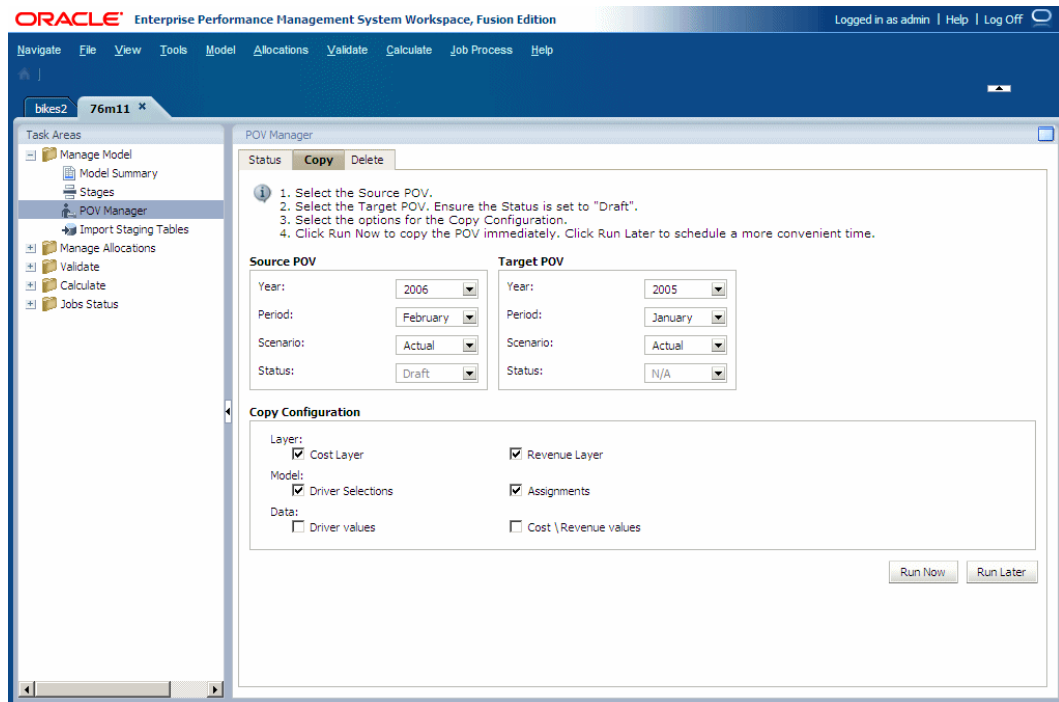 ORACLE Enterprise Performance Management System Workspace, Fusion Edition
Logged in as admin | Help | Log Off
Navigate File View Tools Model Allocations Validate Calculate Job Process Help
bikes2 76m11
Task Areas
Manage Model
Model Summary
Stages
POV Manager
Import Staging Tables
Manage Allocations
Validate
Calculate
Jobs Status
POV Manager
Status Copy Delete
1. Select the Source POV.
2. Select the Target POV. Ensure the Status is set to "Draft".
3. Select the options for the Copy Configuration.
4. Click Run Now to copy the POV immediately. Click Run Later to schedule a more convenient time.
Source POV
Year: 2006
Period: February
Scenario: Actual
Status: Draft
Target POV
Year: 2005
Period: January
Scenario: Actual
Status: N/A
Copy Configuration
Layer:
Cost Layer Revenue Layer
Model:
Driver Selections Assignments
Data:
Driver values Cost \ Revenue values
Run Now Run Later